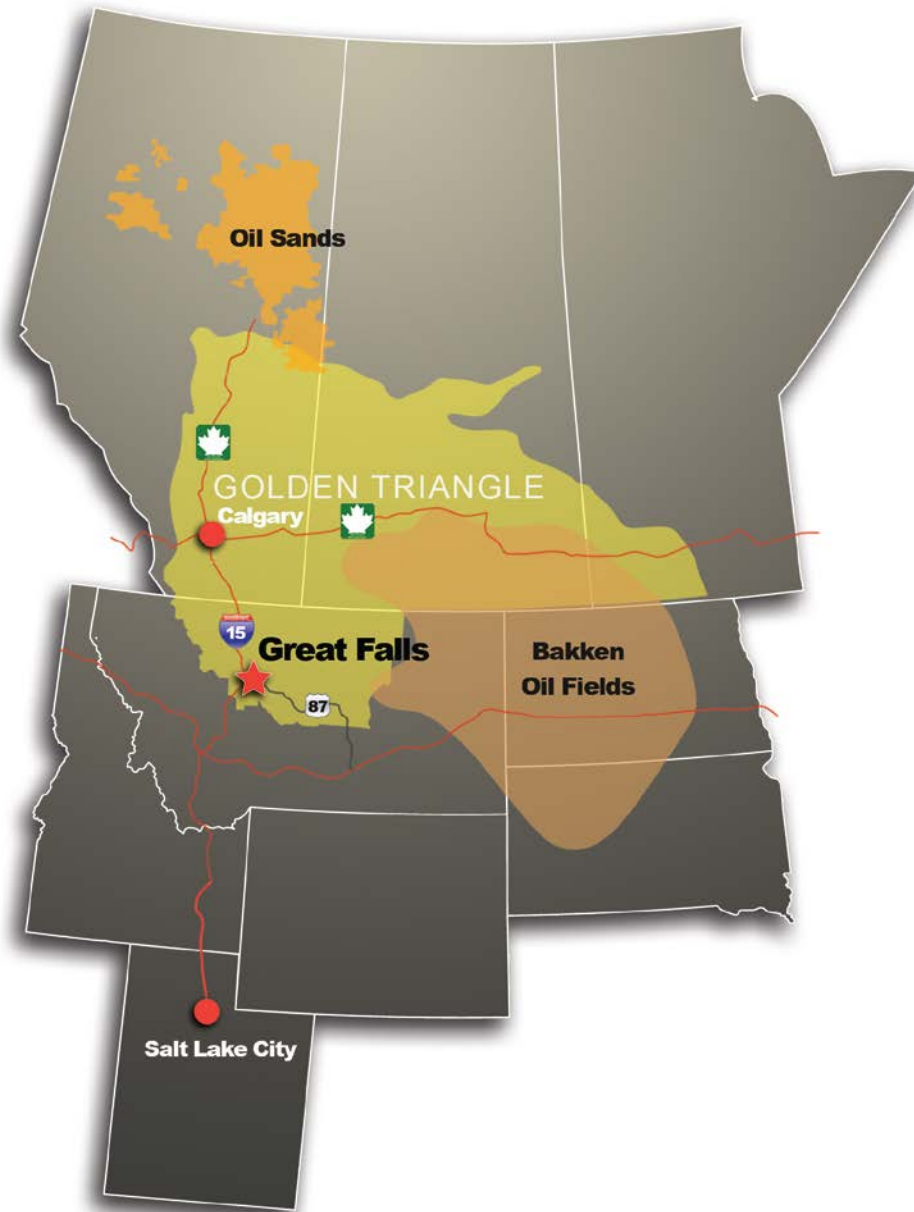 Oil Sands
GOLDEN TRIANGLE
Calgary
15
Great Falls
87
Bakken
Oil Fields
Salt Lake City